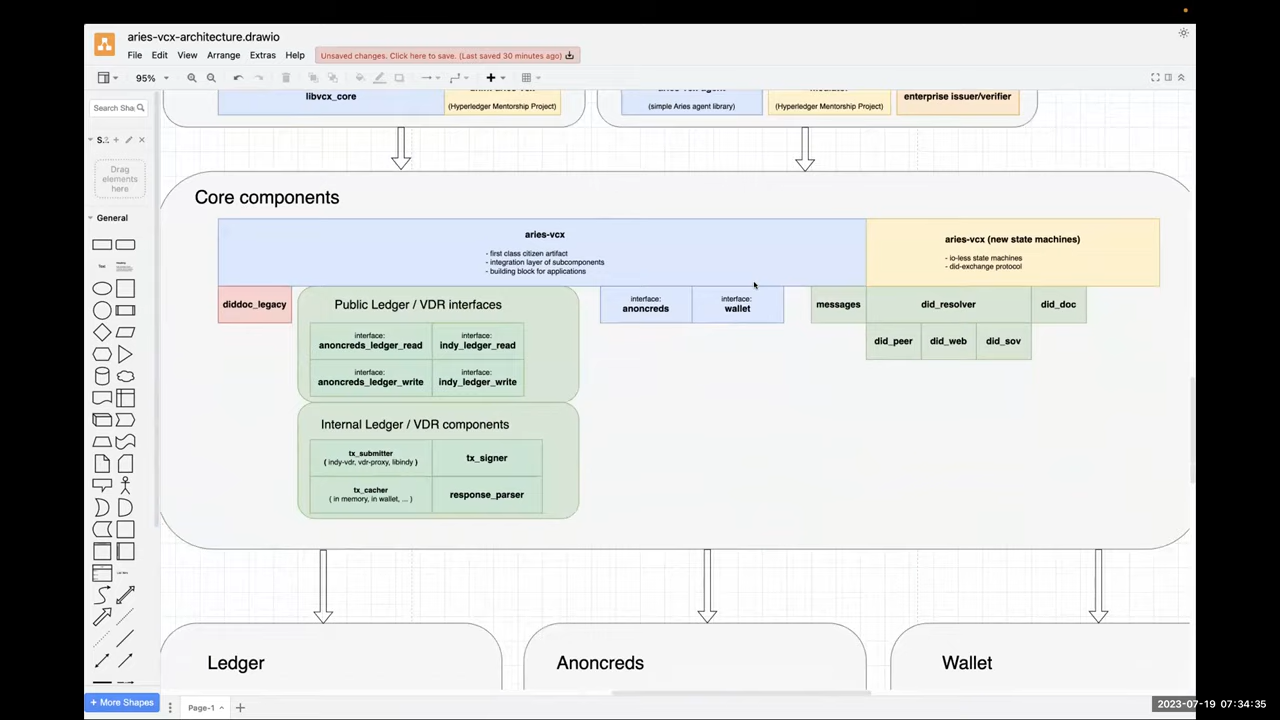 aries-vcx-architecture.drawio
File Edit View Arrange Extras Help
Unsaved changes. Click here to save. (Last saved 30 minutes ago)
95%
Search Sha
General
Drag
elements
here
Text
libvcx_core
(Hyperledger Mentorship Project)
(simple Aries agent library)
(Hyperledger Mentorship Project)
enterprise issuer/verifier
Core components
aries-vcx
- first class citizen artifact
- integration layer of subcomponents
- building block for applications
aries-vcx (new state machines)
- io-less state machines
- did-exchange protocol
diddoc_legacy
Public Ledger / VDR interfaces
interface:
anoncreds_ledger_read
interface:
indy_ledger_read
interface:
anoncreds_ledger_write
interface:
indy_ledger_write
Internal Ledger / VDR components
tx_submitter
( indy-vdr, vdr-proxy, libindy )
tx_signer
tx_cacher
( in memory, in wallet, ... )
response_parser
interface:
anoncreds
interface:
wallet
messages
did_resolver
did_doc
did_peer
did_web
did_sov
Ledger
Anoncreds
Wallet
+ More Shapes
Page-1
2023-07-19 07:34:35